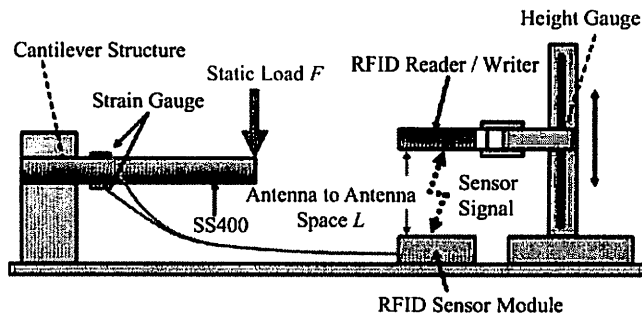 Height Gauge
Cantilever Structure
Static Load F
RFID Reader / Writer
Strain Gauge
Antenna to Antenna
Space L
Sensor
Signal
SS400
RFID Sensor Module